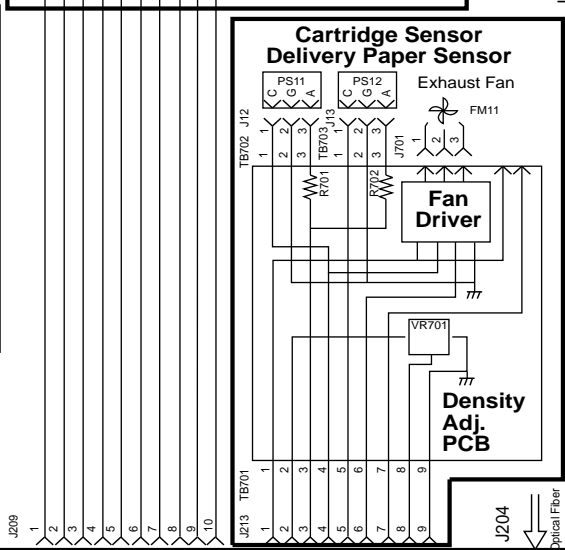 Cartridge Sensor
Delivery Paper Sensor
PS11
PS12
Exhaust Fan
C G A
C G A
FM11
J12
1 2 3
J13
1 2 3
J701
1 2 3
TB702
1 2 3
TB703
1 2 3
R701
R702
Fan
Driver
VR701
Density
Adj.
PCB
TB701
1 2 3 4 5 6 7 8 9
J209
1 2 3 4 5 6 7 8 9 10
J213
1 2 3 4 5 6 7 8 9
J204
Optical Fiber